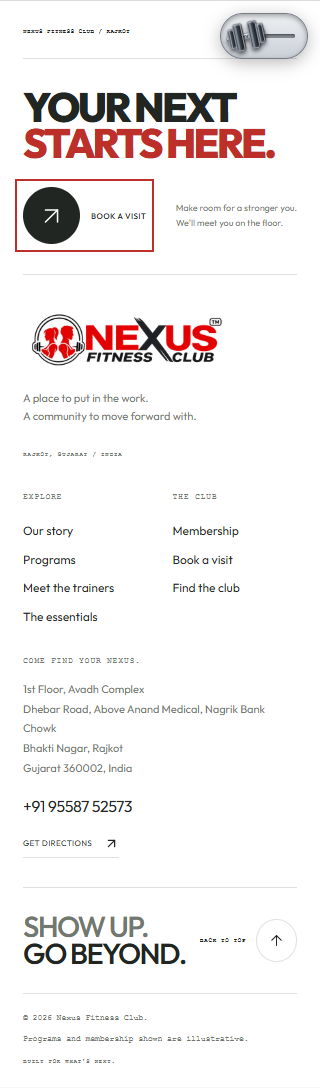 NEXUS FITNESS CLUB / RAJKOT
YOUR NEXT
STARTS HERE.
BOOK A VISIT
Make room for a stronger you.
We'll meet you on the floor.
NEXUS TM
FITNESS CLUB
A place to put in the work.
A community to move forward with.
RAJKOT, GUJARAT / INDIA
EXPLORE
THE CLUB
Our story
Membership
Programs
Book a visit
Meet the trainers
Find the club
The essentials
COME FIND YOUR NEXUS.
1st Floor, Avadh Complex
Dhebar Road, Above Anand Medical, Nagrik Bank
Chowk
Bhakti Nagar, Rajkot
Gujarat 360002, India
+91 95587 52573
GET DIRECTIONS
SHOW UP.
GO BEYOND.
BACK TO TOP
© 2026 Nexus Fitness Club.
Programs and membership shown are illustrative.
BUILT FOR WHAT'S NEXT.